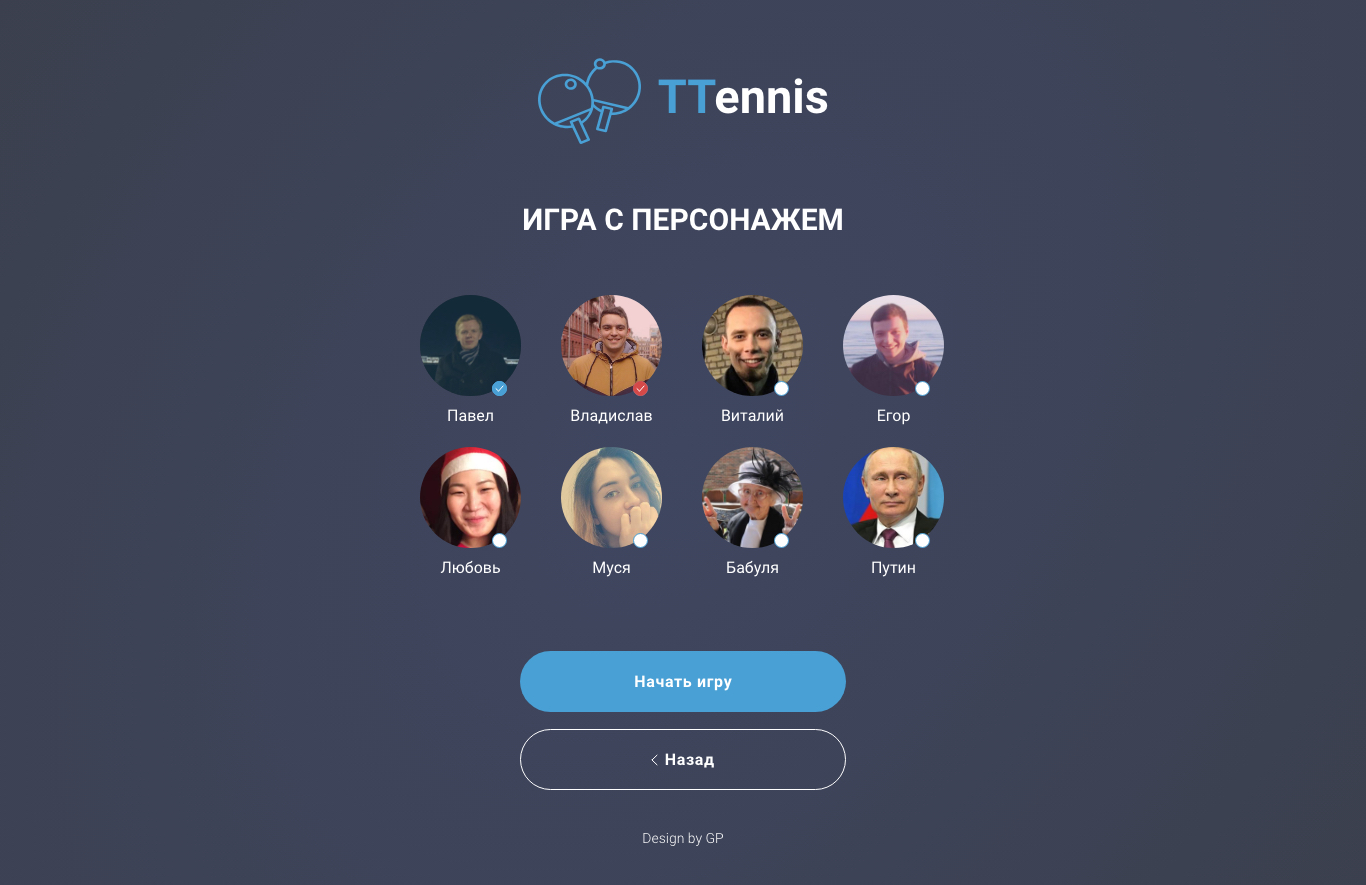 TTennis
ИГРА С ПЕРСОНАЖЕМ
Павел
Владислав
Виталий
Егор
Любовь
Муся
Бабуля
Путин
Начать игру
Назад
Design by GP